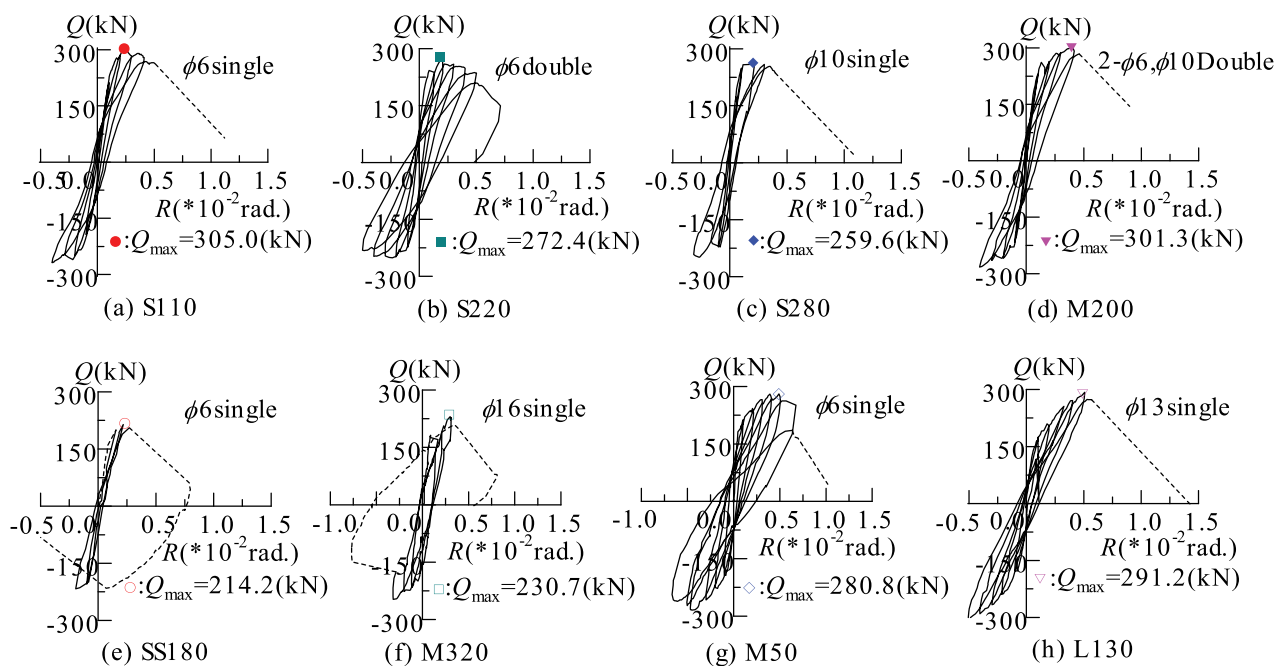 Q(kN)
300
ϕ6single
150
-0.5 0.0 0.5 1.0 1.5
R(*10-2rad.)
-150
:Qmax=305.0(kN)
-300
(a) S110
Q(kN)
300
ϕ6double
150
-0.5 0.0 0.5 1.0 1.5
R(*10-2rad.)
-150
:Qmax=272.4(kN)
-300
(b) S220
Q(kN)
300
ϕ10single
150
-0.5 0.0 0.5 1.0 1.5
R(*10-2rad.)
-150
:Qmax=259.6(kN)
-300
(c) S280
Q(kN)
300
2-ϕ6,ϕ10Double
150
-0.5 0.0 0.5 1.0 1.5
R(*10-2rad.)
-150
:Qmax=301.3(kN)
-300
(d) M200
Q(kN)
300
ϕ6single
150
-0.5 0.0 0.5 1.0 1.5
R(*10-2rad.)
-150
:Qmax=214.2(kN)
-300
(e) SS180
Q(kN)
300
ϕ16single
150
-1.0 0.0 1.0 1.5
R(*10-2rad.)
-150
:Qmax=230.7(kN)
-300
(f) M320
Q(kN)
300
ϕ6single
150
-1.0 0.0 1.0 1.5
R(*10-2rad.)
-150
:Qmax=280.8(kN)
-300
(g) M50
Q(kN)
300
ϕ13single
150
-0.5 0.0 0.5 1.0 1.5
R(*10-2rad.)
-150
:Qmax=291.2(kN)
-300
(h) L130